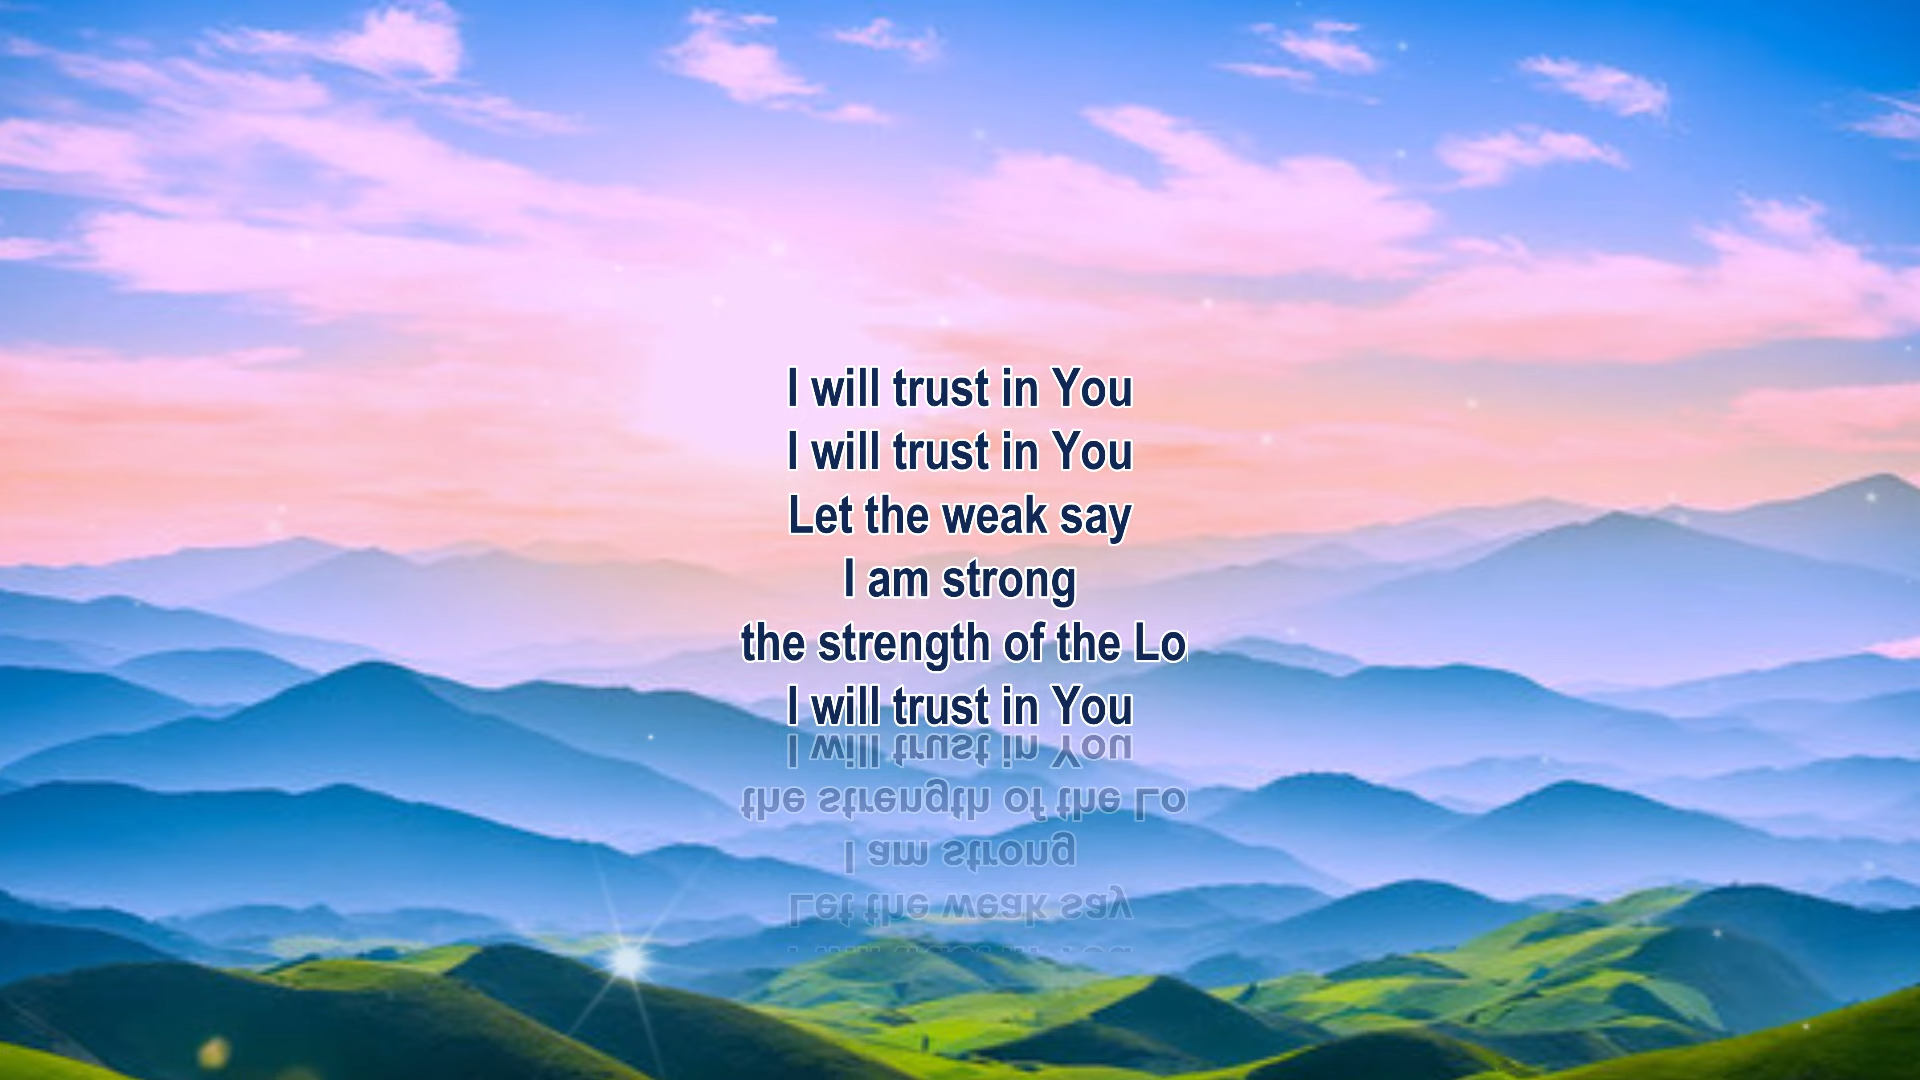 I will trust in You
I will trust in You
Let the weak say
I am strong
the strength of the Lo
I will trust in You